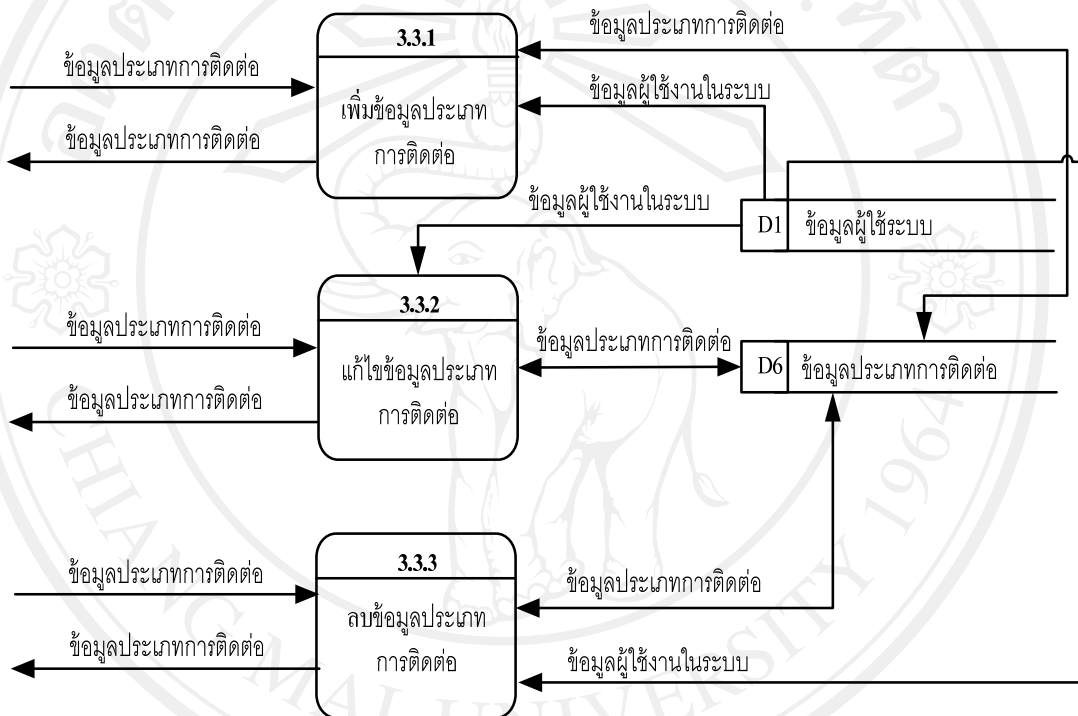 ข้อมูลประเภทการติดต่อ
3.3.1
ข้อมูลประเภทการติดต่อ
เพิ่มข้อมูลประเภท
การติดต่อ
ข้อมูลผู้ใช้งานในระบบ
ข้อมูลประเภทการติดต่อ
ข้อมูลผู้ใช้งานในระบบ
D1
ข้อมูลผู้ใช้ระบบ
3.3.2
ข้อมูลประเภทการติดต่อ
ข้อมูลประเภทการติดต่อ
แก้ไขข้อมูลประเภท
การติดต่อ
D6
ข้อมูลประเภทการติดต่อ
ข้อมูลประเภทการติดต่อ
3.3.3
ข้อมูลประเภทการติดต่อ
ข้อมูลประเภทการติดต่อ
ลบข้อมูลประเภท
การติดต่อ
ข้อมูลประเภทการติดต่อ
ข้อมูลผู้ใช้งานในระบบ
CHIANG MAI UNIVERSITY 1964